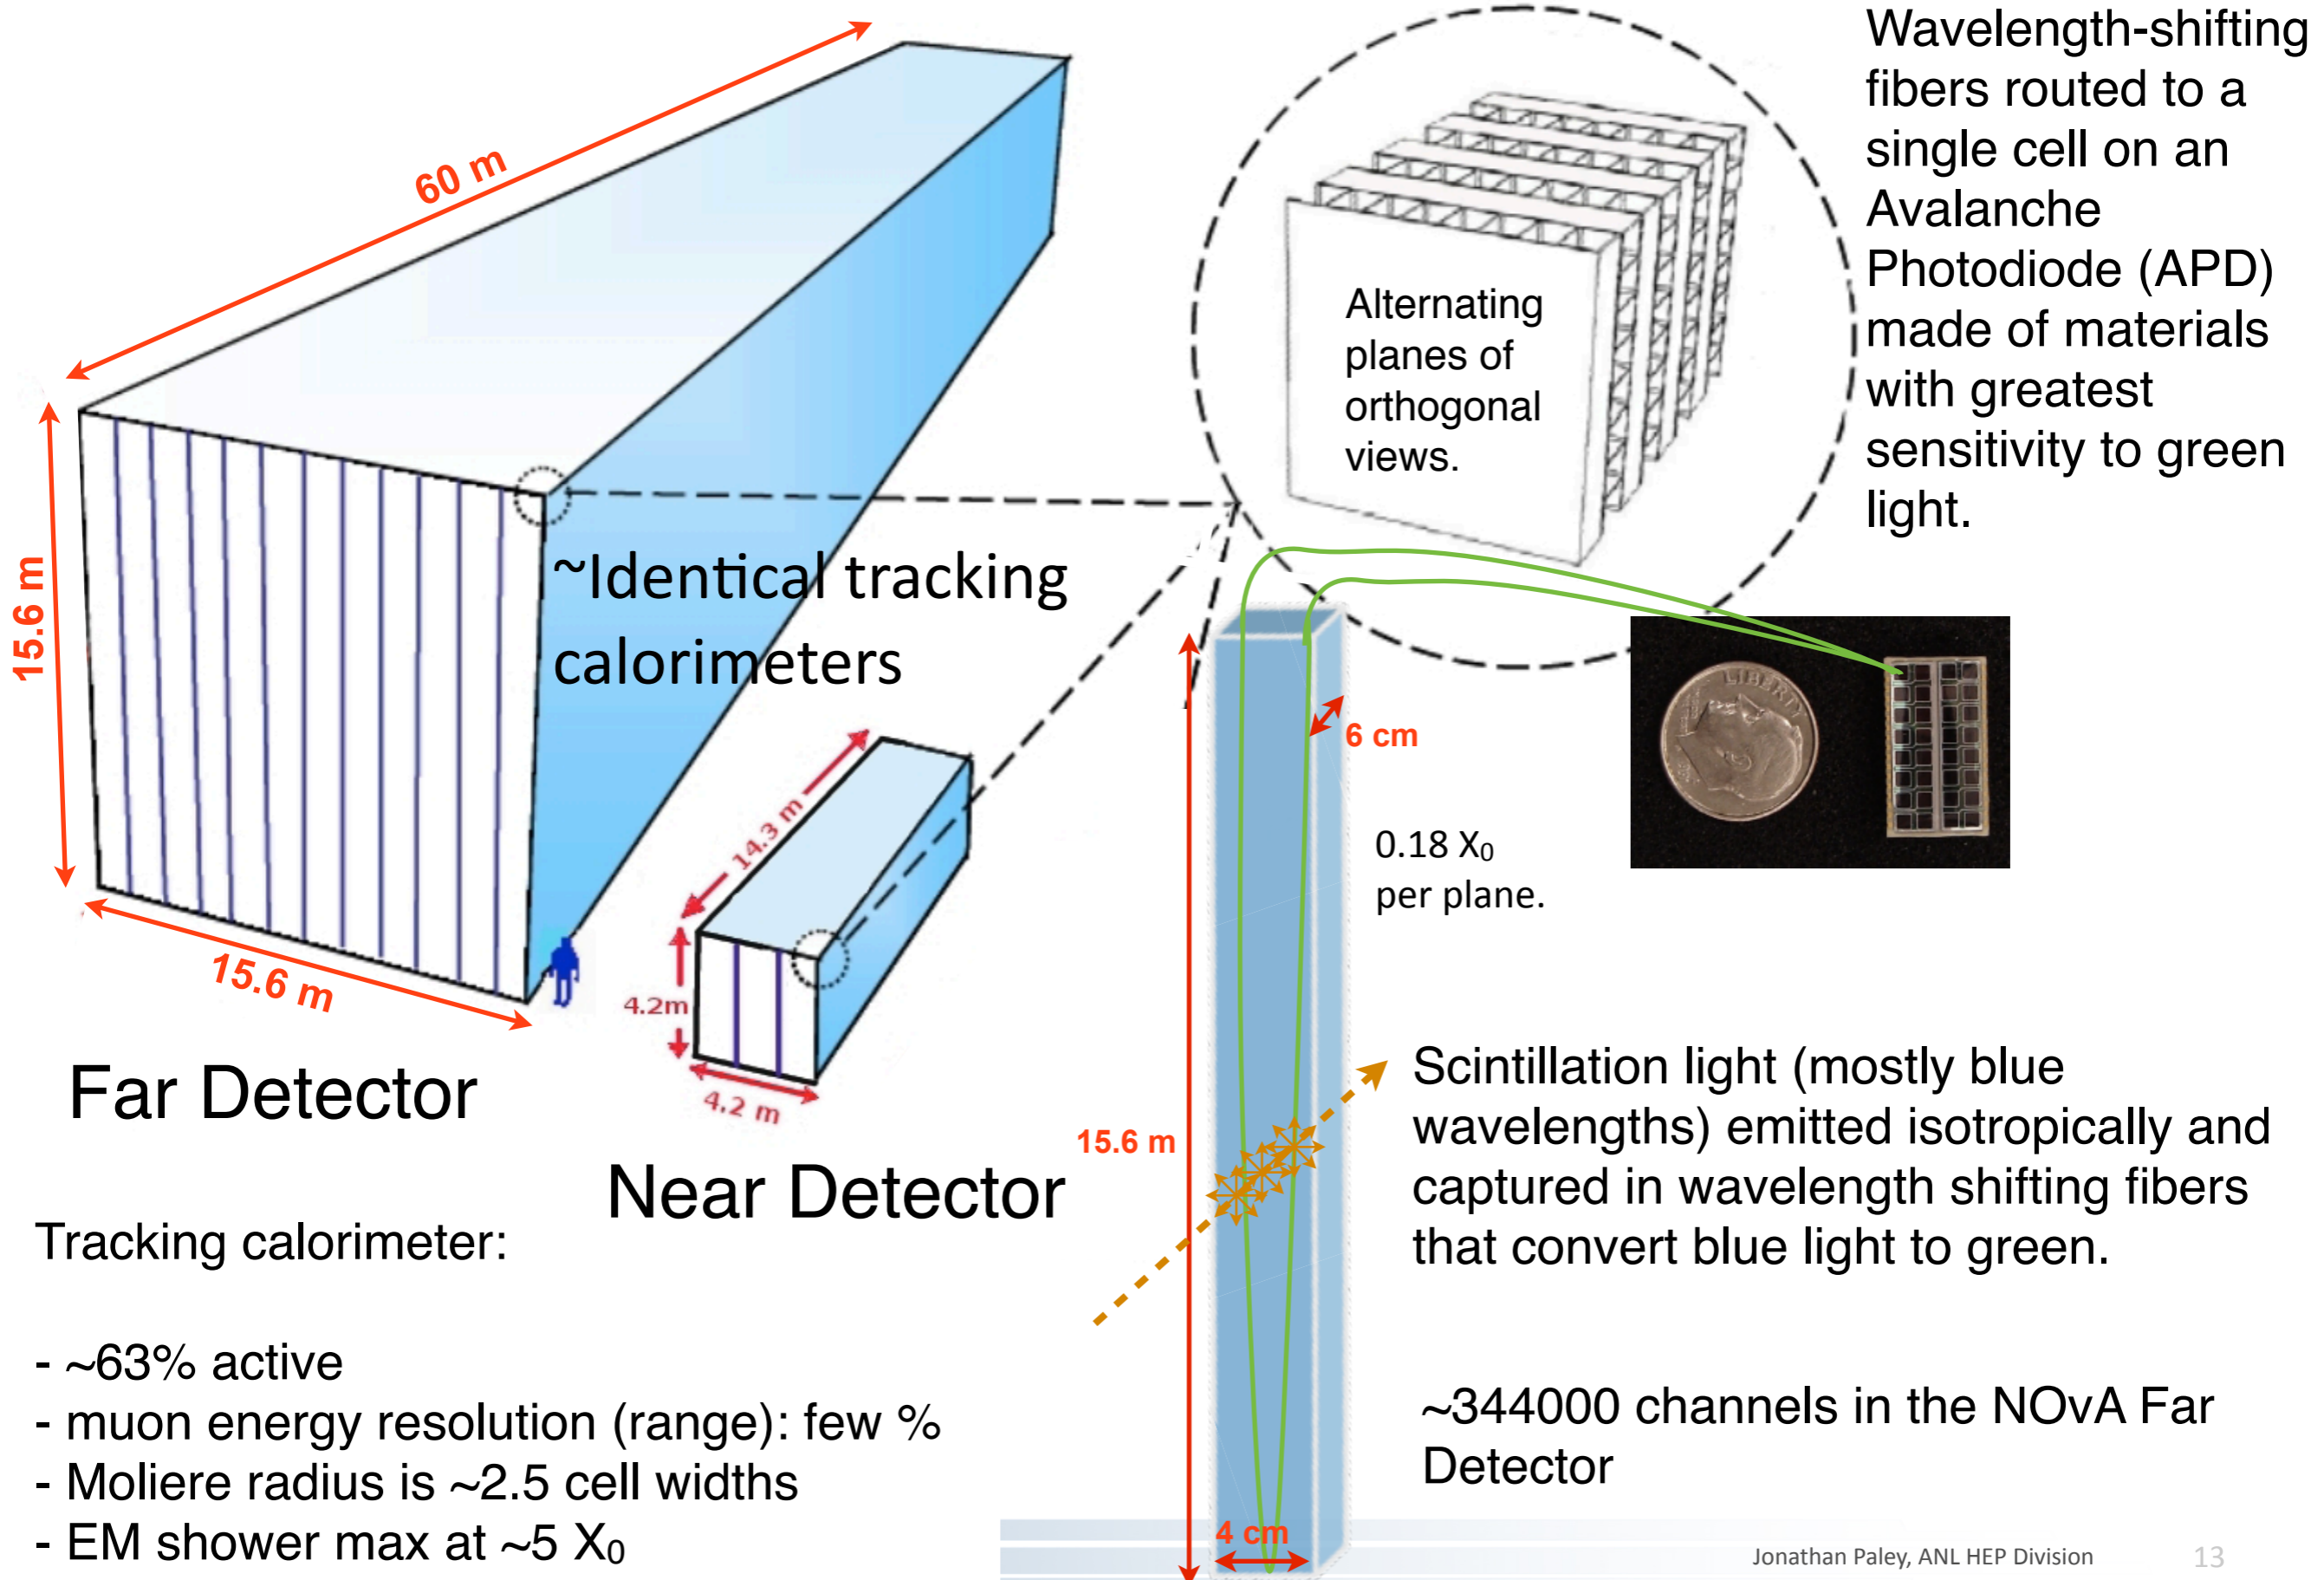 Wavelength-shifting
fibers routed to a
single cell on an
Avalanche
Photodiode (APD)
made of materials
with greatest
sensitivity to green
light.
60 m
Alternating
planes of
orthogonal
views.
15.6 m
~Identical tracking
calorimeters
15.6 m
14.3 m
4.2m
4.2 m
6 cm
LIBERTY
0.18 X₀
per plane.
Far Detector
Near Detector
15.6 m
Scintillation light (mostly blue
wavelengths) emitted isotropically and
captured in wavelength shifting fibers
that convert blue light to green.
Tracking calorimeter:
- ~63% active
- muon energy resolution (range): few %
- Moliere radius is ~2.5 cell widths
- EM shower max at ~5 X₀
~344000 channels in the NOvA Far
Detector
4 cm
Jonathan Paley, ANL HEP Division
13